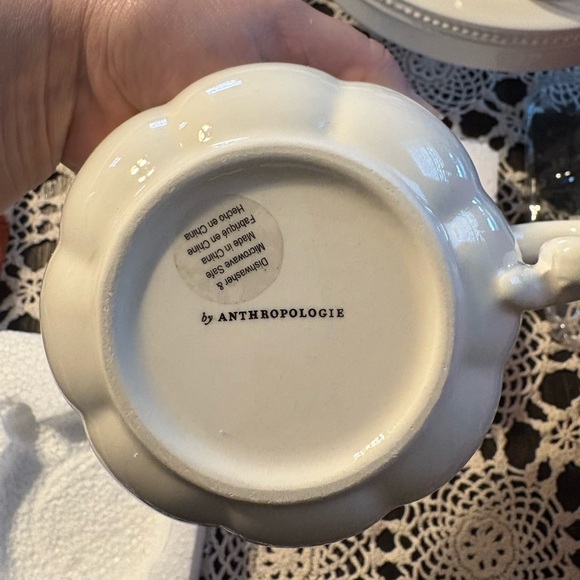 Dishwasher &
Microwave Safe
Made in China
Fabriqué en Chine
Hecho en China
by ANTHROPOLOGIE